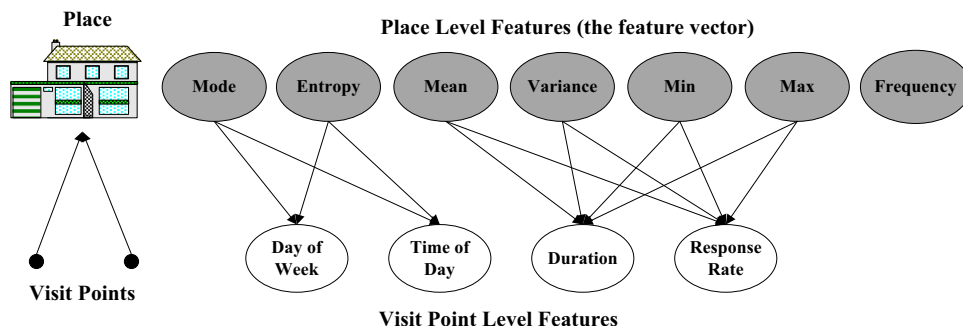 Place
Place Level Features (the feature vector)
Mode
Entropy
Mean
Variance
Min
Max
Frequency
Day of
Week
Time of
Day
Duration
Response
Rate
Visit Points
Visit Point Level Features